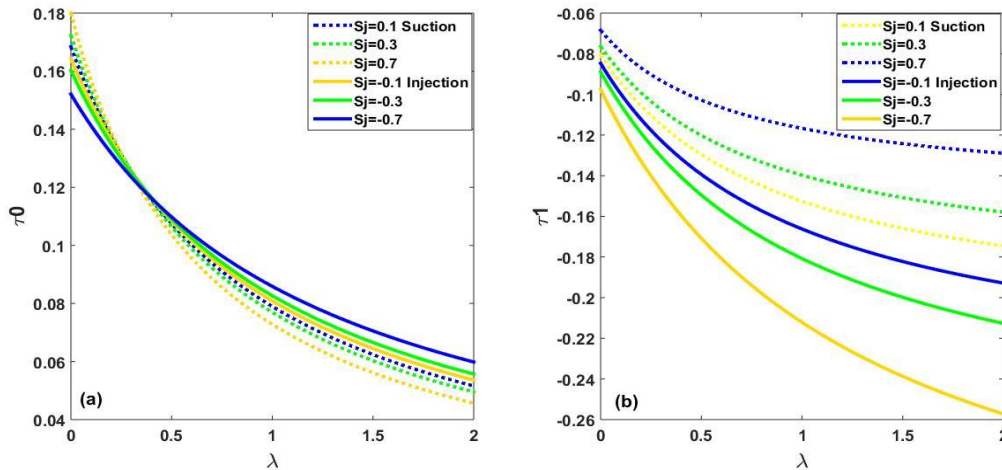 0.18
0.16
0.14
0.12
0.1
0.08
0.06
0.04
τ0
0
0.5
1
1.5
2
λ
(a)
Sj=0.1 Suction
Sj=0.3
Sj=0.7
Sj=-0.1 Injection
Sj=-0.3
Sj=-0.7
-0.06
-0.08
-0.1
-0.12
-0.14
-0.16
-0.18
-0.2
-0.22
-0.24
-0.26
τ1
0
0.5
1
1.5
2
λ
(b)
Sj=0.1 Suction
Sj=0.3
Sj=0.7
Sj=-0.1 Injection
Sj=-0.3
Sj=-0.7